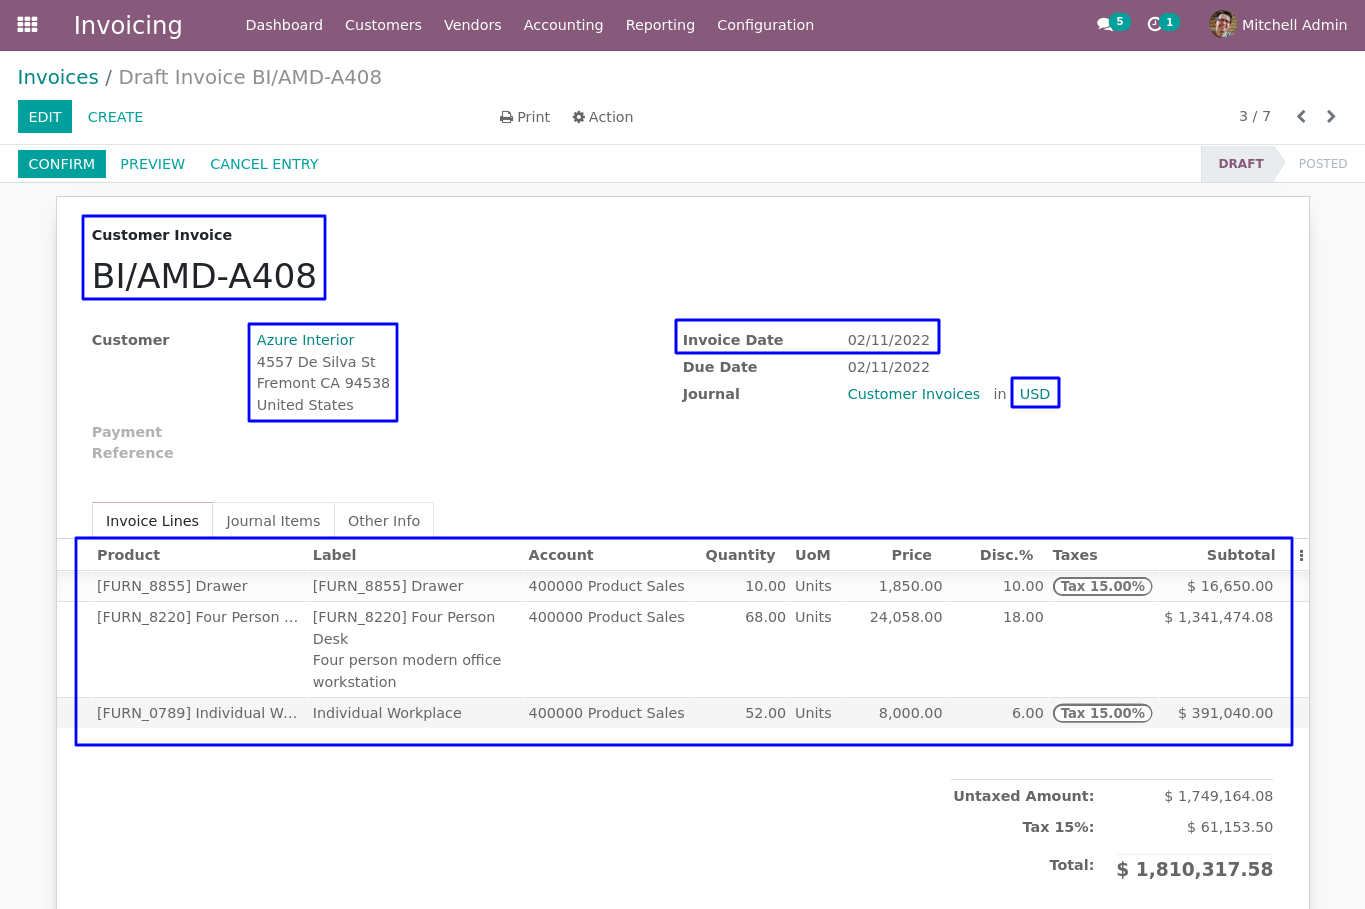 Invoicing Dashboard Customers Vendors Accounting Reporting Configuration 5 1 Mitchell Admin
Invoices / Draft Invoice BI/AMD-A408
EDIT CREATE Print Action 3 / 7
CONFIRM PREVIEW CANCEL ENTRY DRAFT POSTED
Customer Invoice
BI/AMD-A408
Customer Azure Interior Invoice Date 02/11/2022
4557 De Silva St Due Date 02/11/2022
Fremont CA 94538 Journal Customer Invoices in USD
United States
Payment
Reference
Invoice Lines Journal Items Other Info
Product Label Account Quantity UoM Price Disc.% Taxes Subtotal
[FURN_8855] Drawer [FURN_8855] Drawer 400000 Product Sales 10.00 Units 1,850.00 10.00 Tax 15.00% $ 16,650.00
[FURN_8220] Four Person ... [FURN_8220] Four Person 400000 Product Sales 68.00 Units 24,058.00 18.00 $ 1,341,474.08
Desk
Four person modern office
workstation
[FURN_0789] Individual W... Individual Workplace 400000 Product Sales 52.00 Units 8,000.00 6.00 Tax 15.00% $ 391,040.00
Untaxed Amount: $ 1,749,164.08
Tax 15%: $ 61,153.50
Total: $ 1,810,317.58